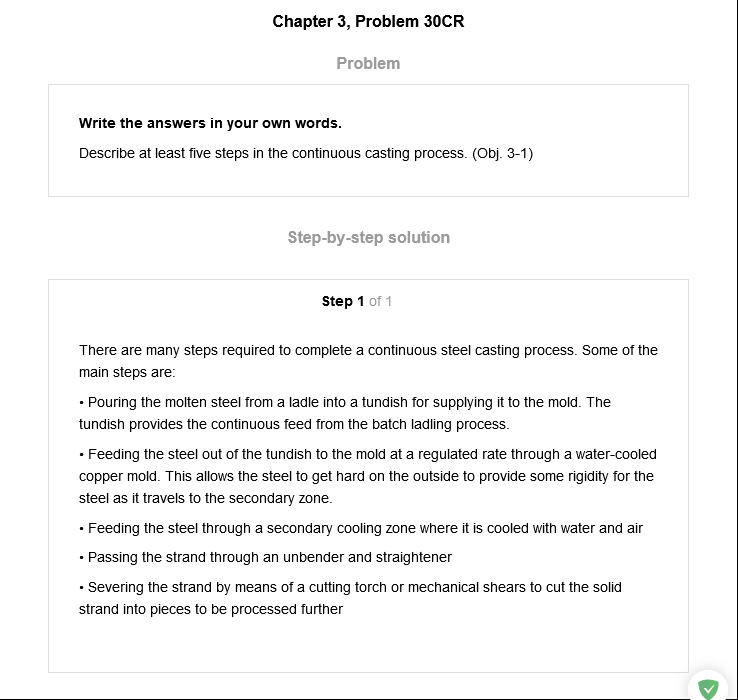 Chapter 3, Problem 30CR
Problem
Write the answers in your own words.
Describe at least five steps in the continuous casting process. (Obj. 3-1)
Step-by-step solution
Step 1 of 1
There are many steps required to complete a continuous steel casting process. Some of the
main steps are:
• Pouring the molten steel from a ladle into a tundish for supplying it to the mold. The
tundish provides the continuous feed from the batch ladling process.
• Feeding the steel out of the tundish to the mold at a regulated rate through a water-cooled
copper mold. This allows the steel to get hard on the outside to provide some rigidity for the
steel as it travels to the secondary zone.
• Feeding the steel through a secondary cooling zone where it is cooled with water and air
• Passing the strand through an unbender and straightener
• Severing the strand by means of a cutting torch or mechanical shears to cut the solid
strand into pieces to be processed further